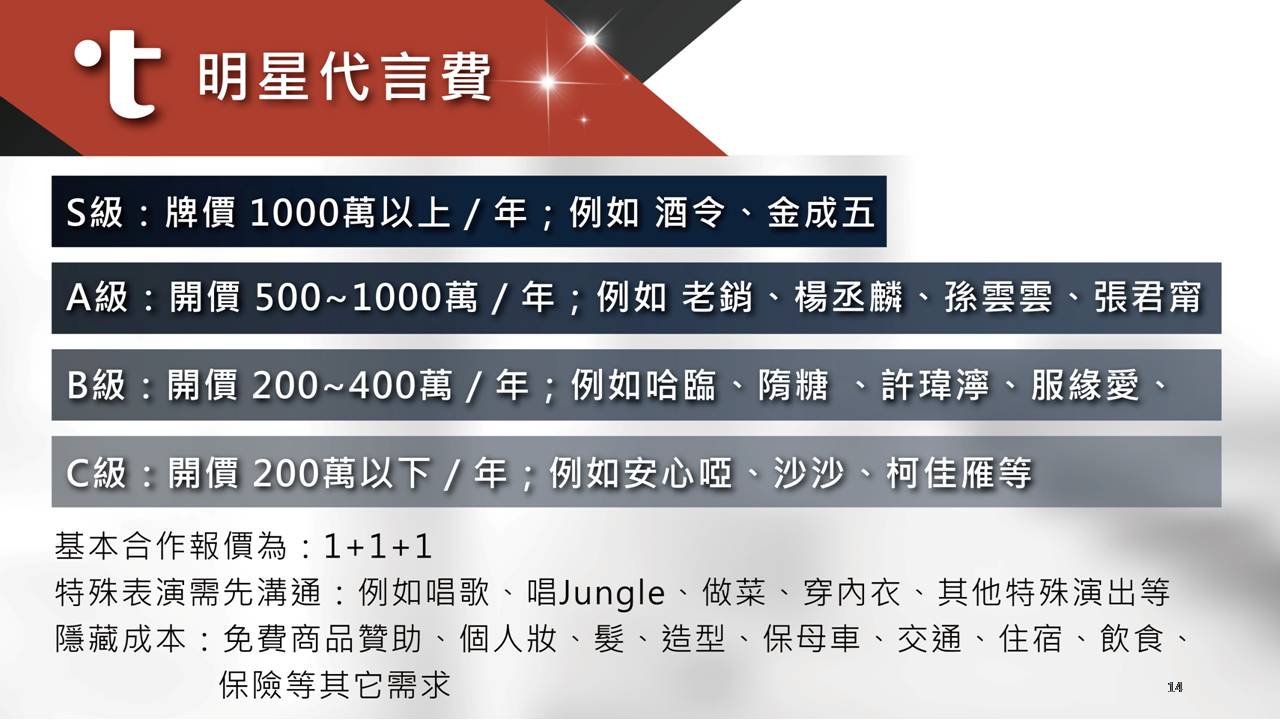 t 明星代言費
S級：牌價 1000萬以上 / 年；例如 酒令、金成五
A級：開價 500~1000萬 / 年；例如 老銷、楊丞麟、孫雲雲、張君甯
B級：開價 200~400萬 / 年；例如哈臨、隋糖 、許瑋濘、服緣愛、
C級：開價 200萬以下 / 年；例如安心啞、沙沙、柯佳雁等
基本合作報價為：1+1+1
特殊表演需先溝通：例如唱歌、唱Jungle、做菜、穿內衣、其他特殊演出等
隱藏成本：免費商品贊助、個人妝、髮、造型、保母車、交通、住宿、飲食、
保險等其它需求
14